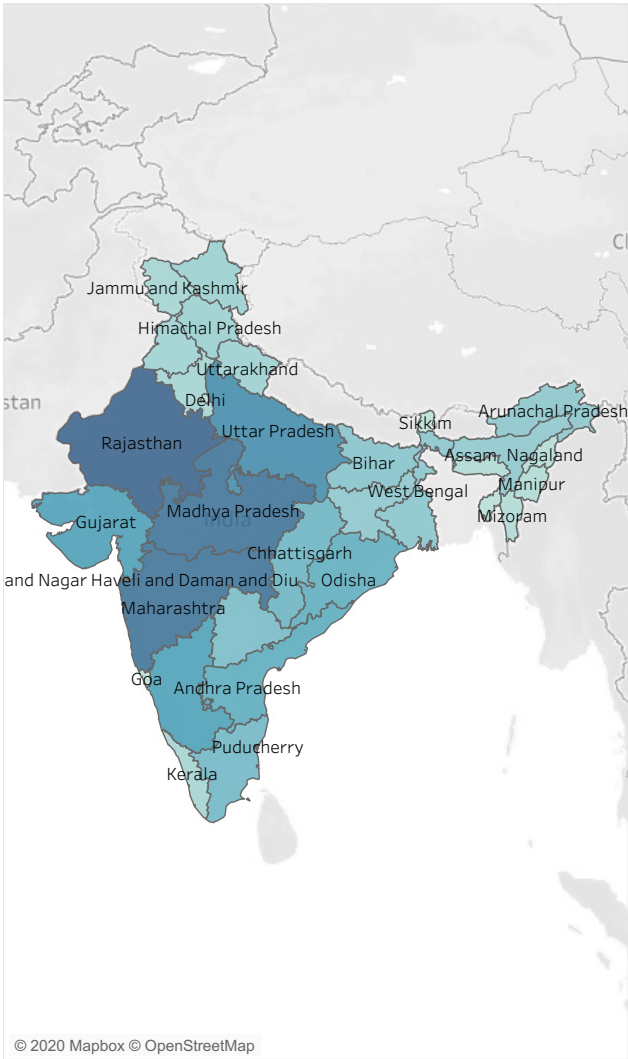 Cl
Jammu and Kashmir
Himachal Pradesh
Uttarakhand
stan
Delhi
Arunachal Pradesh
Sikkim
Uttar Pradesh
Rajasthan
Assam
Nagaland
Bihar
Manipur
West Bengal
Madhya Pradesh
India
Mizoram
Gujarat
Chhattisgarh
and Nagar Haveli and Daman and Diu
Odisha
Maharashtra
Goa
Andhra Pradesh
Puducherry
Kerala
© 2020 Mapbox © OpenStreetMap